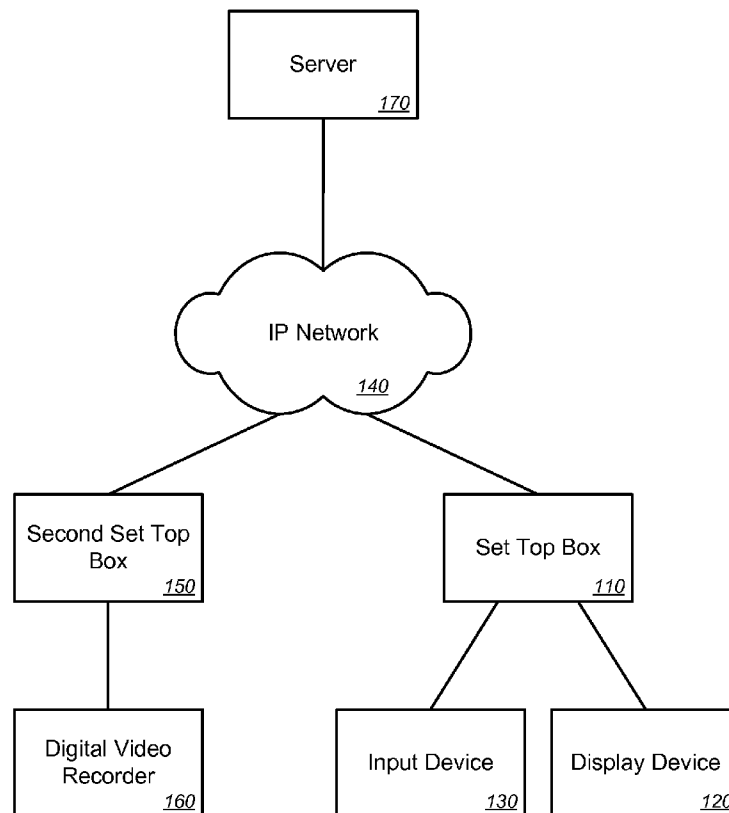 Server
170
IP Network
140
Second Set Top
Box
150
Set Top Box
110
Digital Video
Recorder
160
Input Device
130
Display Device
120